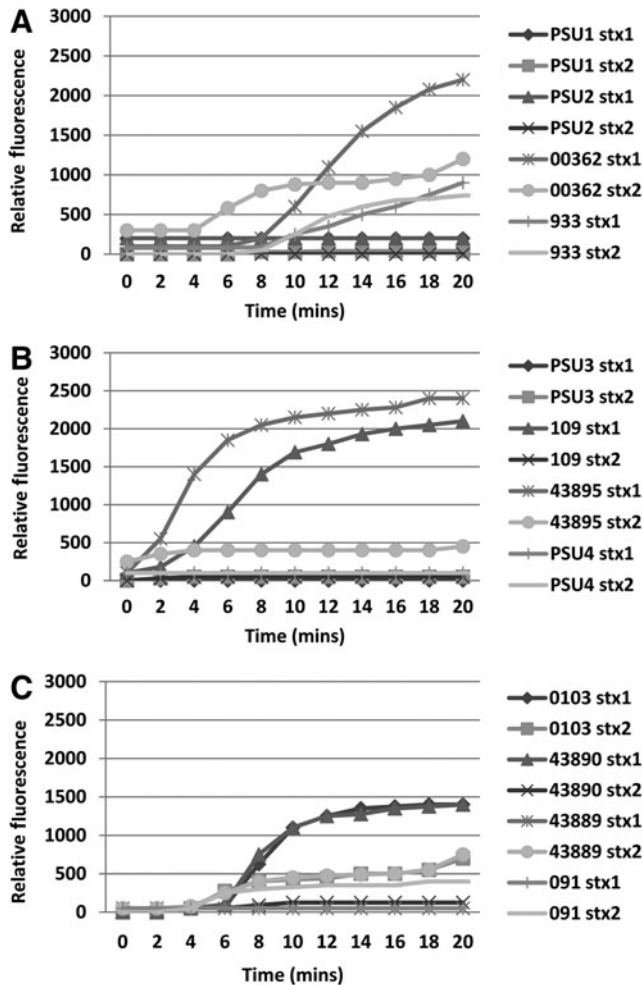 A
Relative fluorescence
3000
2500
2000
1500
1000
500
0
0 2 4 6 8 10 12 14 16 18 20
Time (mins)
PSU1 stx1
PSU1 stx2
PSU2 stx1
PSU2 stx2
00362 stx1
00362 stx2
933 stx1
933 stx2
B
Relative fluorescence
3000
2500
2000
1500
1000
500
0
0 2 4 6 8 10 12 14 16 18 20
Time (mins)
PSU3 stx1
PSU3 stx2
109 stx1
109 stx2
43895 stx1
43895 stx2
PSU4 stx1
PSU4 stx2
C
Relative fluorescence
3000
2500
2000
1500
1000
500
0
0 2 4 6 8 10 12 14 16 18 20
Time (mins)
0103 stx1
0103 stx2
43890 stx1
43890 stx2
43889 stx1
43889 stx2
091 stx1
091 stx2